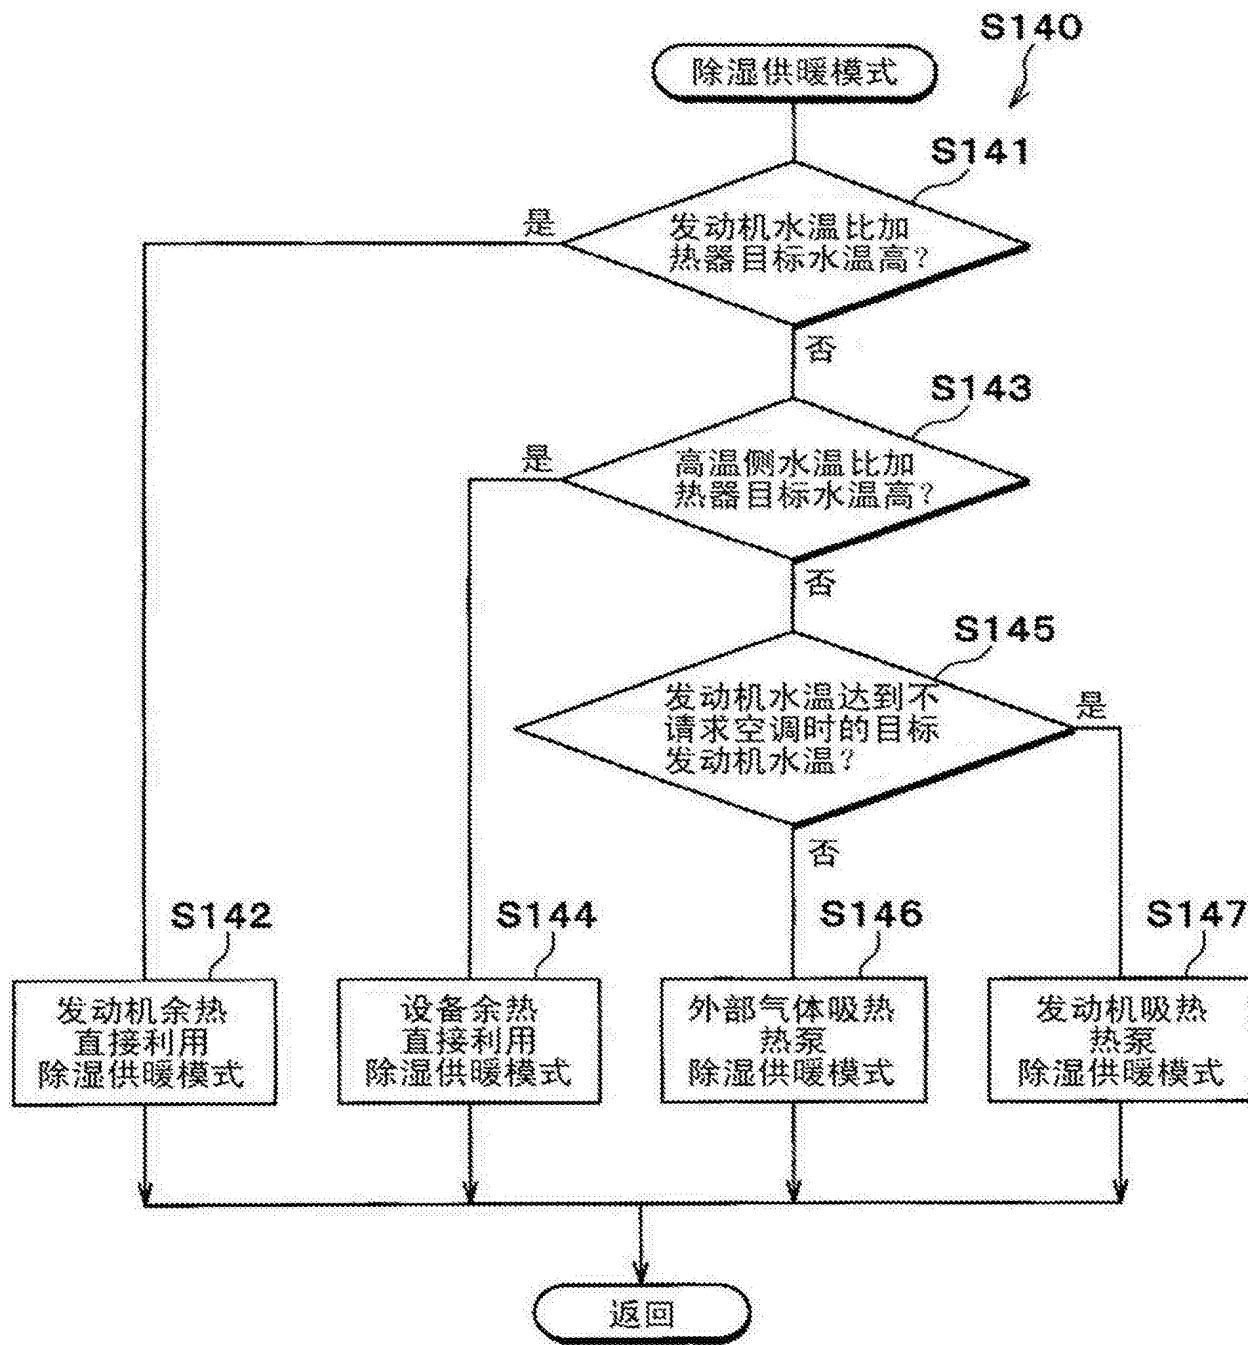 S140
除湿供暖模式
S141
是
发动机水温比加
热器目标水温高?
否
S143
是
高温侧水温比加
热器目标水温高?
否
S145
发动机水温达到不
请求空调时的目标
发动机水温?
是
否
S142
发动机余热
直接利用
除湿供暖模式
S144
设备余热
直接利用
除湿供暖模式
S146
外部气体吸热
热泵
除湿供暖模式
S147
发动机吸热
热泵
除湿供暖模式
返回